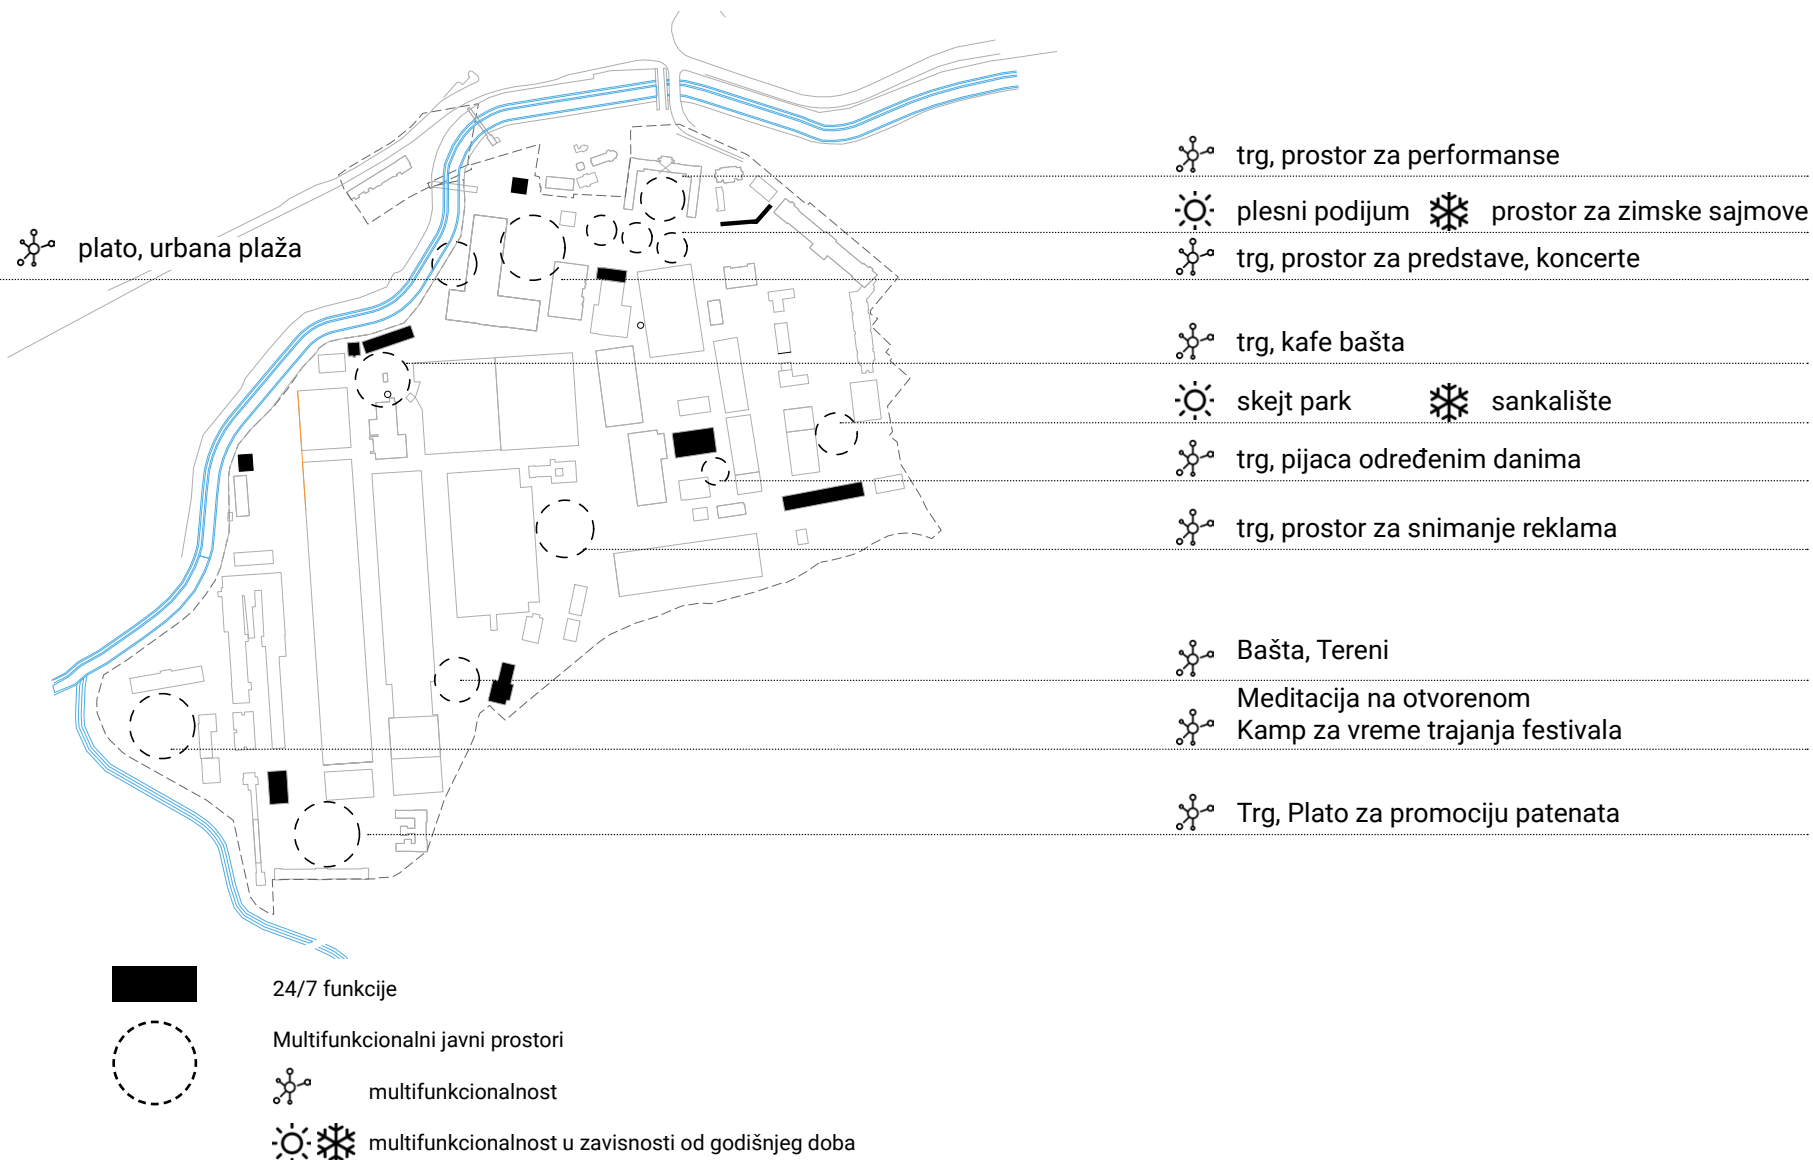 plato, urbana plaža
trg, prostor za performanse
plesni podijum prostor za zimske sajmove
trg, prostor za predstave, koncerte
trg, kafe bašta
skejt park sankalište
trg, pijaca određenim danima
trg, prostor za snimanje reklama
Bašta, Tereni
Meditacija na otvorenom
Kamp za vreme trajanja festivala
Trg, Plato za promociju patenata
24/7 funkcije
Multifunkcionalni javni prostori
multifunkcionalnost
multifunkcionalnost u zavisnosti od godišnjeg doba